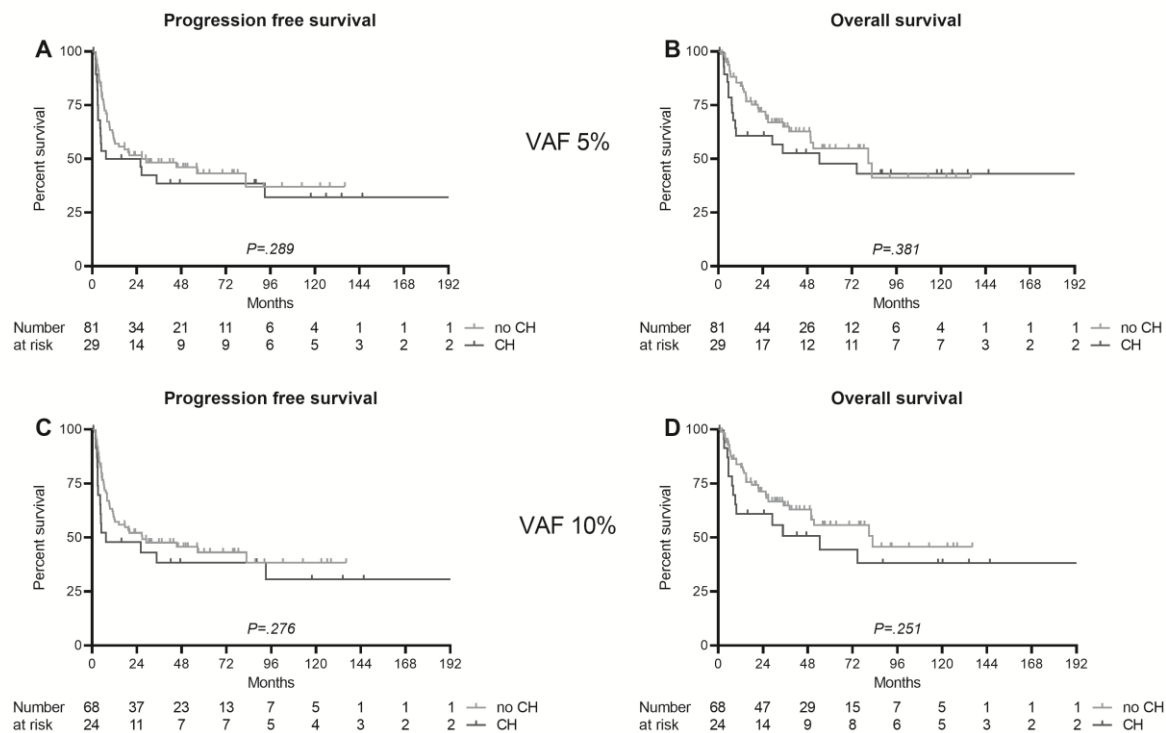 Progression free survival
Overall survival
A
B
100
75
50
25
0
Percent survival
P=.289
0 24 48 72 96 120 144 168 192
Months
VAF 5%
100
75
50
25
0
Percent survival
P=.381
0 24 48 72 96 120 144 168 192
Months
Number 81 34 21 11 6 4 1 1 1 no CH
at risk 29 14 9 9 6 5 3 2 2 CH
Number 81 44 26 12 6 4 1 1 1 no CH
at risk 29 17 12 11 7 7 3 2 2 CH
Progression free survival
Overall survival
C
D
100
75
50
25
0
Percent survival
P=.276
0 24 48 72 96 120 144 168 192
Months
VAF 10%
100
75
50
25
0
Percent survival
P=.251
0 24 48 72 96 120 144 168 192
Months
Number 68 37 23 13 7 5 1 1 1 no CH
at risk 24 11 7 7 5 4 3 2 2 CH
Number 68 47 29 15 7 5 1 1 1 no CH
at risk 24 14 9 8 6 5 3 2 2 CH